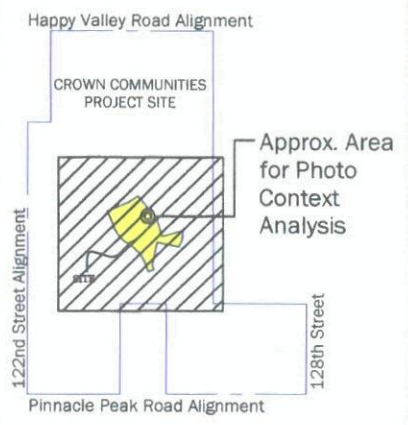 Happy Valley Road Alignment
CROWN COMMUNITIES
PROJECT SITE
Approx. Area
for Photo
Context
Analysis
SITE
122nd Street Alignment
128th Street
Pinnacle Peak Road Alignment